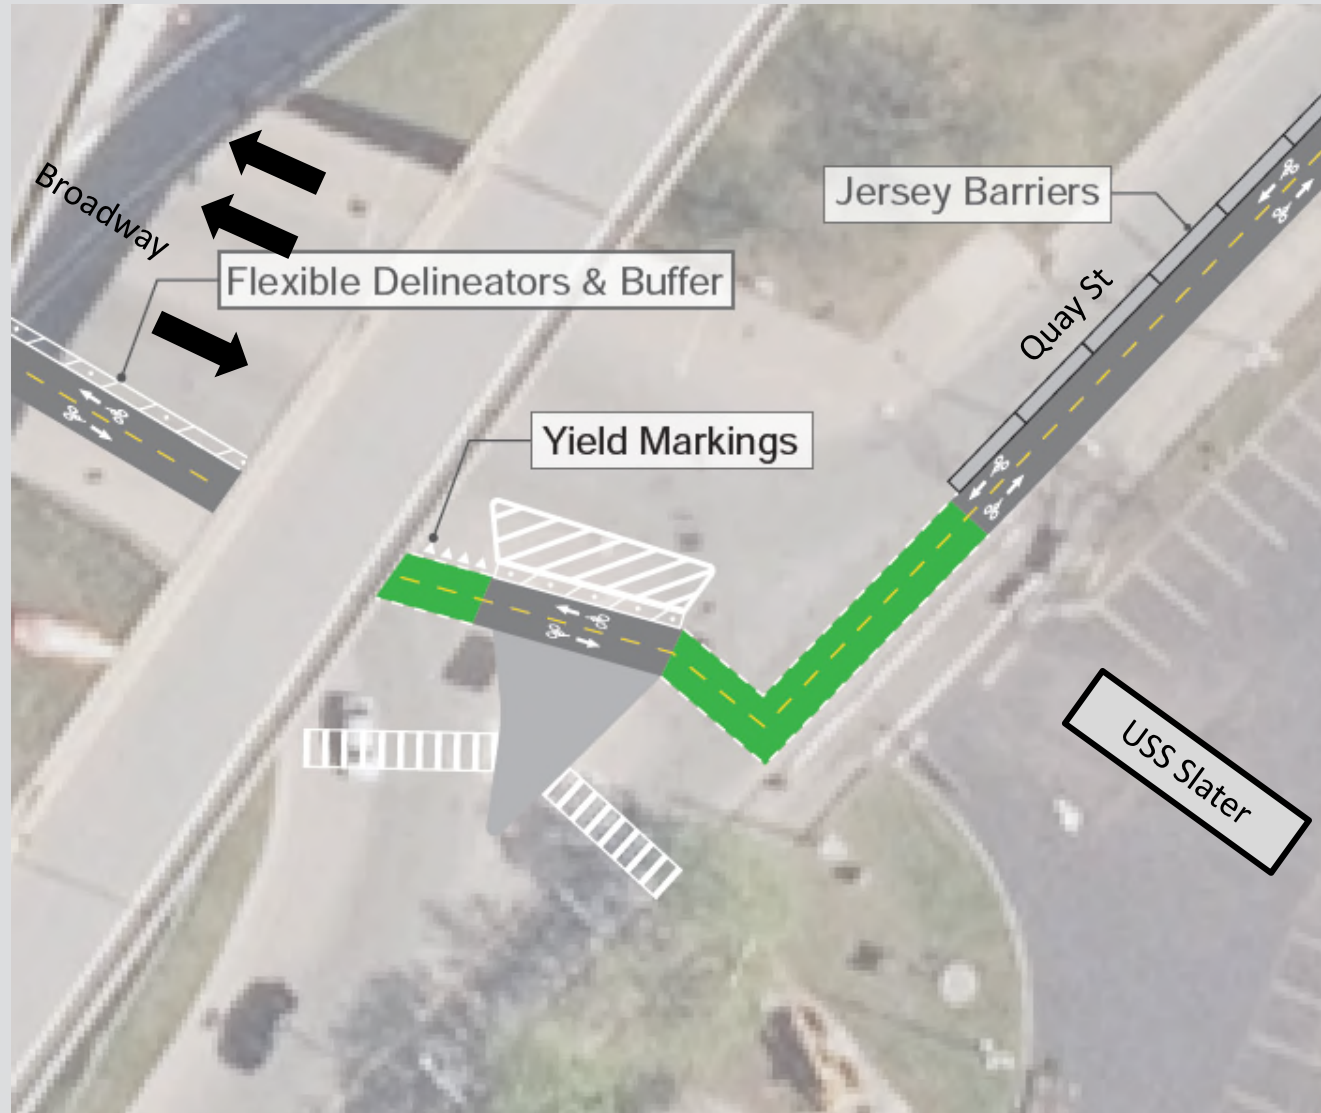 Broadway
Jersey Barriers
Flexible Delineators & Buffer
Quay St
Yield Markings
USS Slater